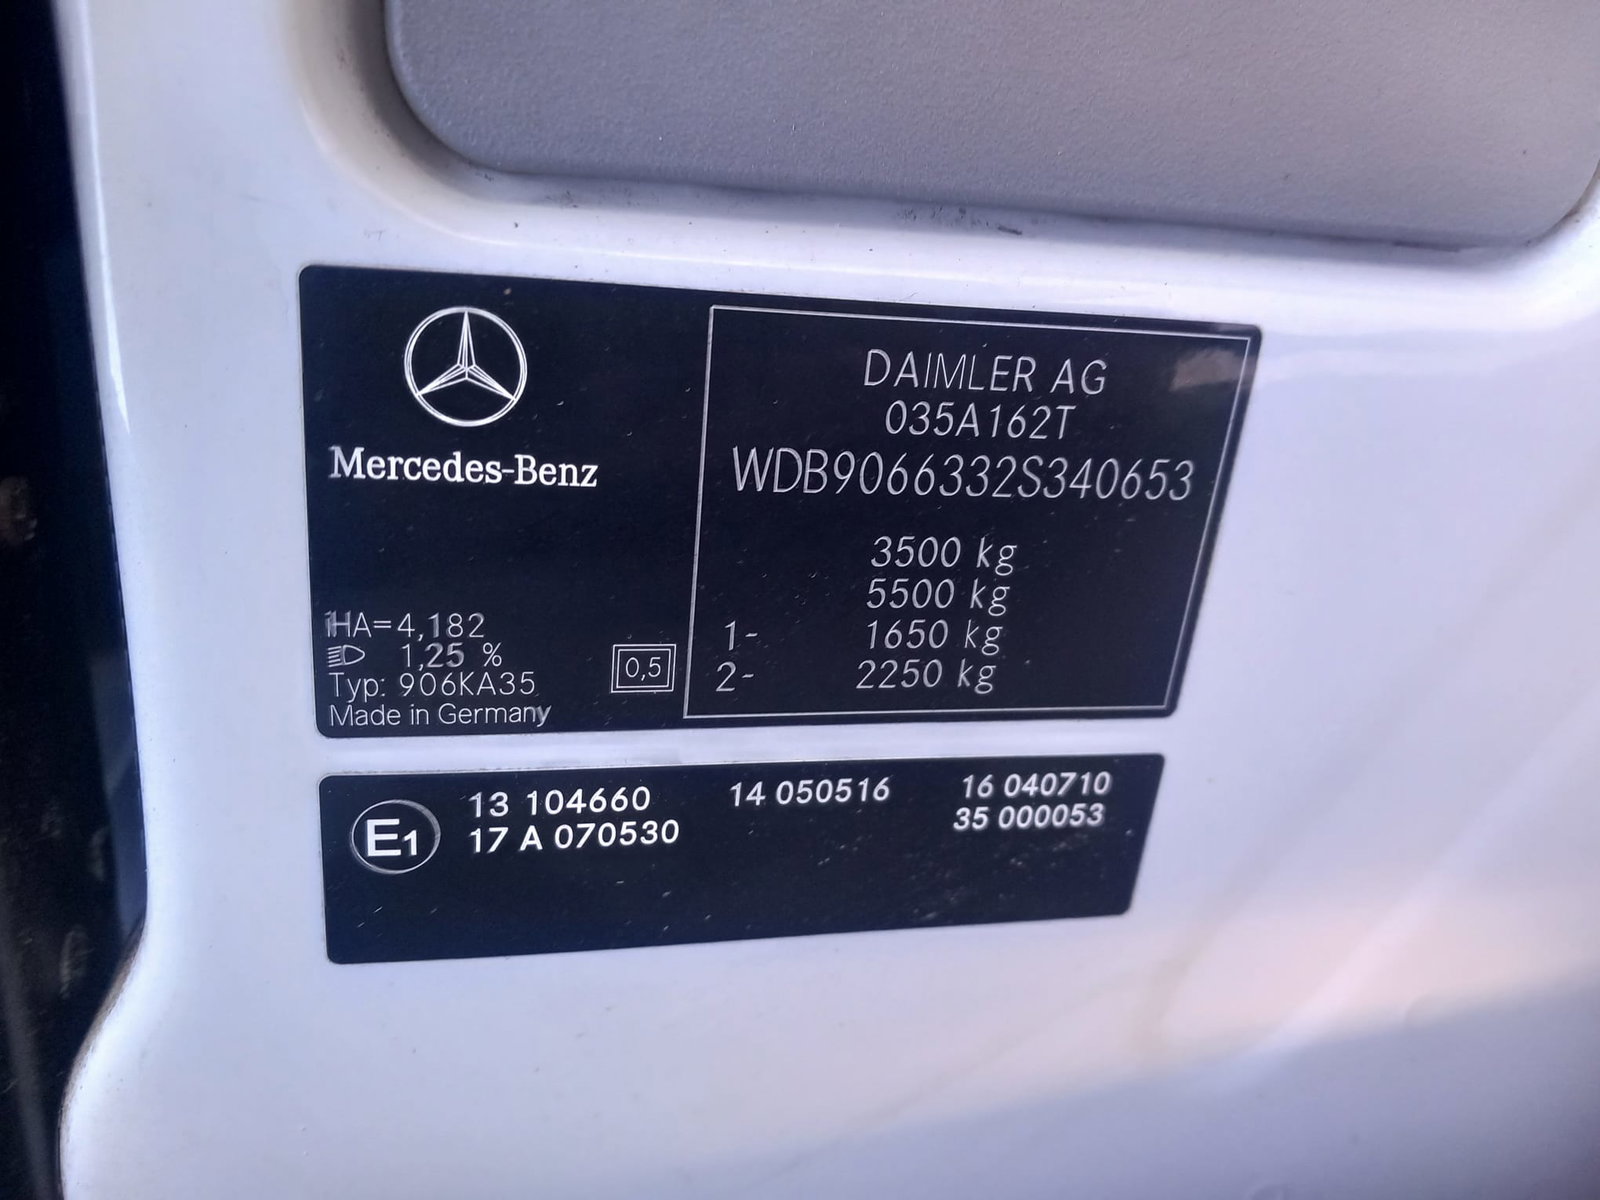 Mercedes-Benz
iHA=4,182
1,25 %
Typ: 906KA35
Made in Germany
0,5
DAIMLER AG
035A162T
WDB9066332S340653
3500 kg
5500 kg
1- 1650 kg
2- 2250 kg
E1
13 104660 14 050516 16 040710
17 A 070530 35 000053